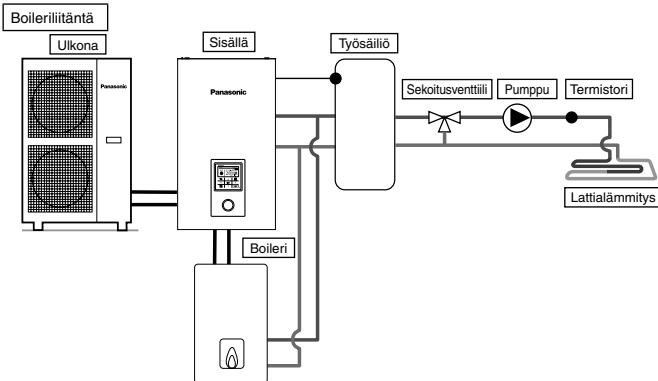 Boileriliitäntä
Ulkona
Sisällä
Työsäiliö
Sekoitusventtiili
Pumppu
Termistori
Panasonic
Panasonic
Lattialämmitys
Boileri